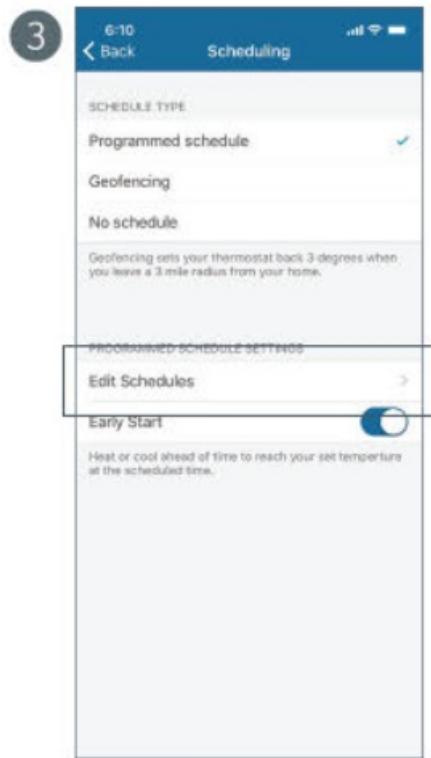 3
6:10
Back
Scheduling
SCHEDULE TYPE
Programmed schedule
Geofencing
No schedule
Geofencing sets your thermostat back 3 degrees when
you leave a 3 mile radius from your home.
PROGRAMMED SCHEDULE SETTINGS
Edit Schedules
Early Start
Heat or cool ahead of time to reach your set temperture
at the scheduled time.